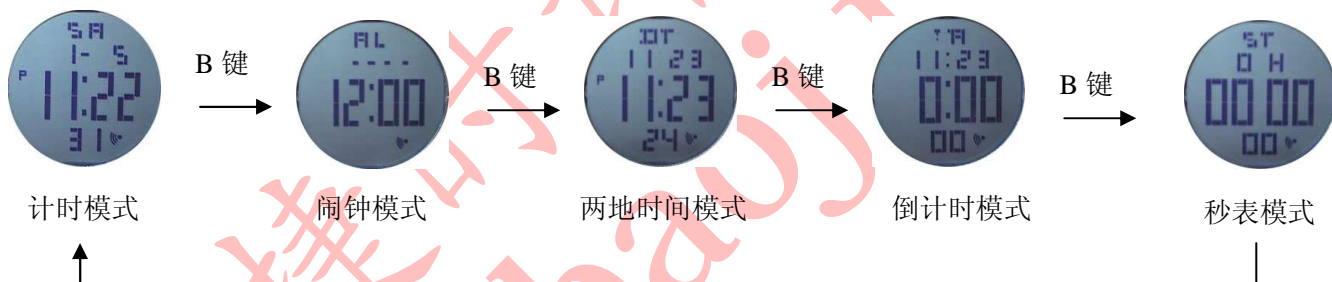 SA
1- 5
P 11:22
31
B 键
AL
----
12:00
B 键
DT
11:23
P 11:23
24
B 键
11:23
0:00
00
B 键
ST
0 H
00 00
00
计时模式
闹钟模式
两地时间模式
倒计时模式
秒表模式